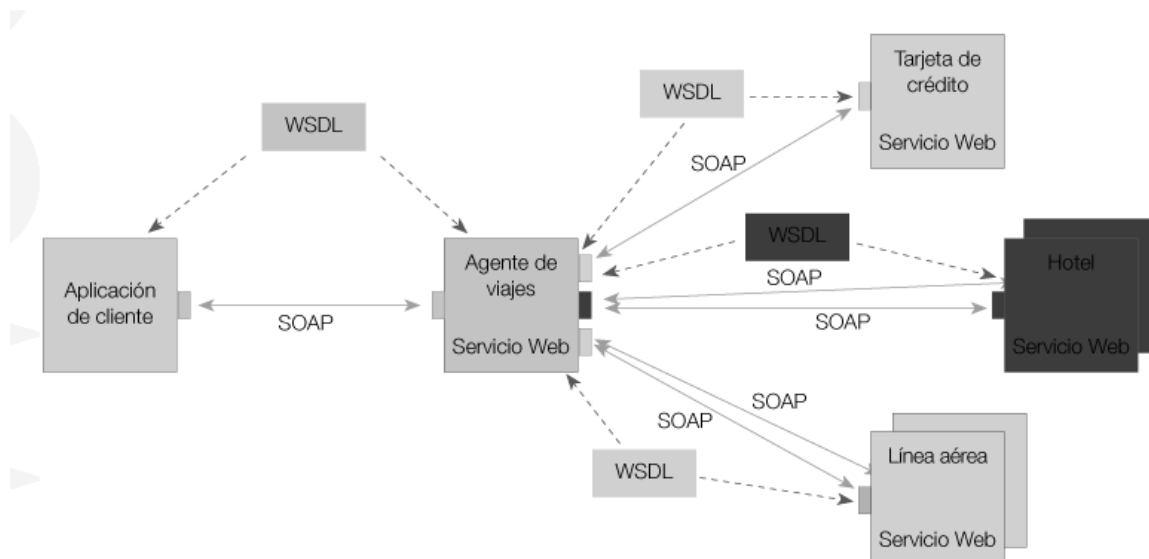 Tarjeta de
crédito
Servicio Web
WSDL
SOAP
WSDL
WSDL
Hotel
Servicio Web
SOAP
SOAP
Agente de
viajes
Servicio Web
Aplicación
de cliente
SOAP
SOAP
SOAP
WSDL
Línea aérea
Servicio Web